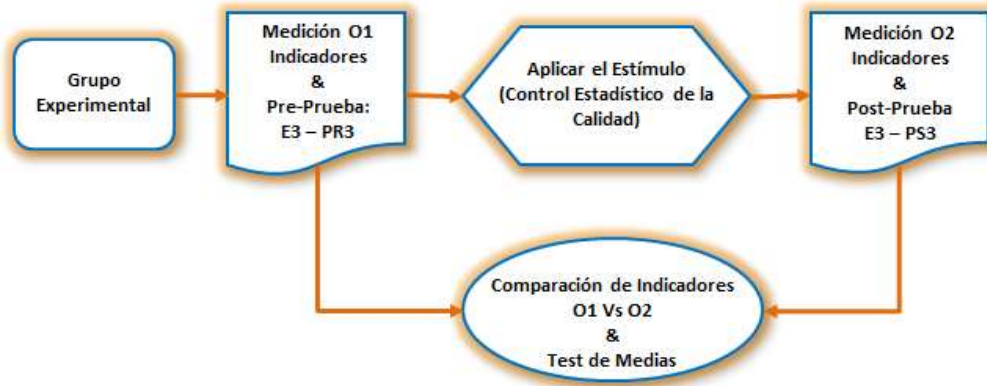 Grupo
Experimental
Medición O1
Indicadores
&
Pre-Prueba:
E3 – PR3
Aplicar el Estímulo
(Control Estadístico de la
Calidad)
Medición O2
Indicadores
&
Post-Prueba
E3 – PS3
Comparación de Indicadores
O1 Vs O2
&
Test de Medias